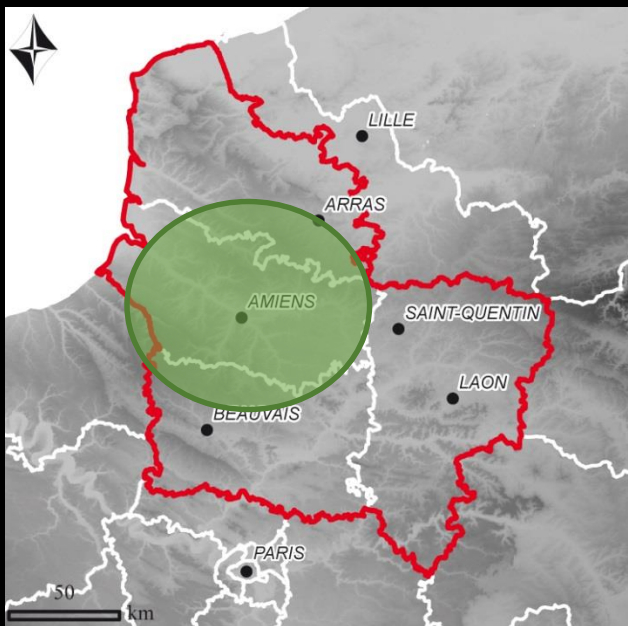 LILLE
ARRAS
AMIENS
SAINT-QUENTIN
LAON
BEAUVAIS
PARIS
50
km